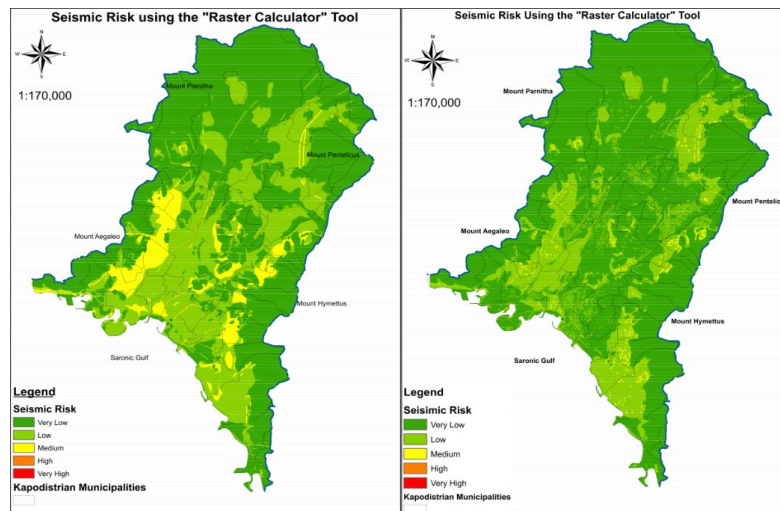 Seismic Risk using the "Raster Calculator" Tool
N
W
E
S
1:170,000
Mount Parnitha
Mount Pentelicus
Mount Aegaleo
Mount Hymettus
Saronic Gulf
Legend
Seismic Risk
Very Low
Low
Medium
High
Very High
Kapodistrian Municipalities
Seismic Risk Using the "Raster Calculator" Tool
N
W
E
S
1:170,000
Mount Parnitha
Mount Pentelic
Mount Aegaleo
Mount Hymettus
Saronic Gulf
Legend
Seisimic Risk
Very Low
Low
Medium
High
Very High
Kapodistrian Municipalities